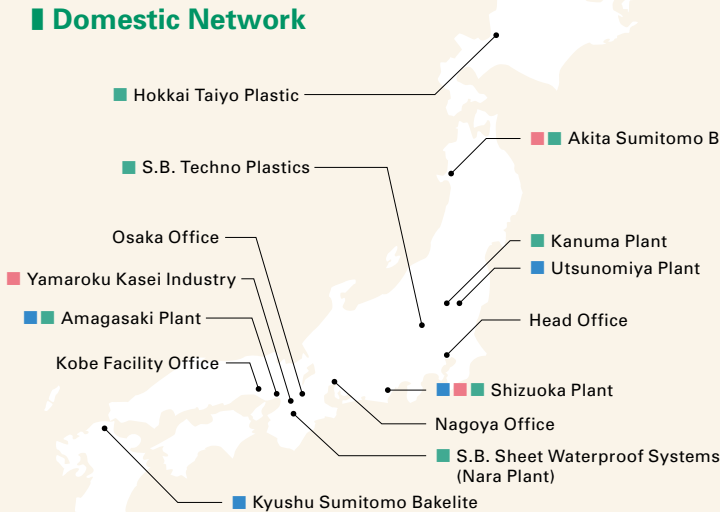 Domestic Network
Hokkai Taiyo Plastic
Akita Sumitomo B
S.B. Techno Plastics
Osaka Office
Kanuma Plant
Yamaroku Kasei Industry
Utsunomiya Plant
Amagasaki Plant
Head Office
Kobe Facility Office
Shizuoka Plant
Nagoya Office
S.B. Sheet Waterproof Systems
(Nara Plant)
Kyushu Sumitomo Bakelite